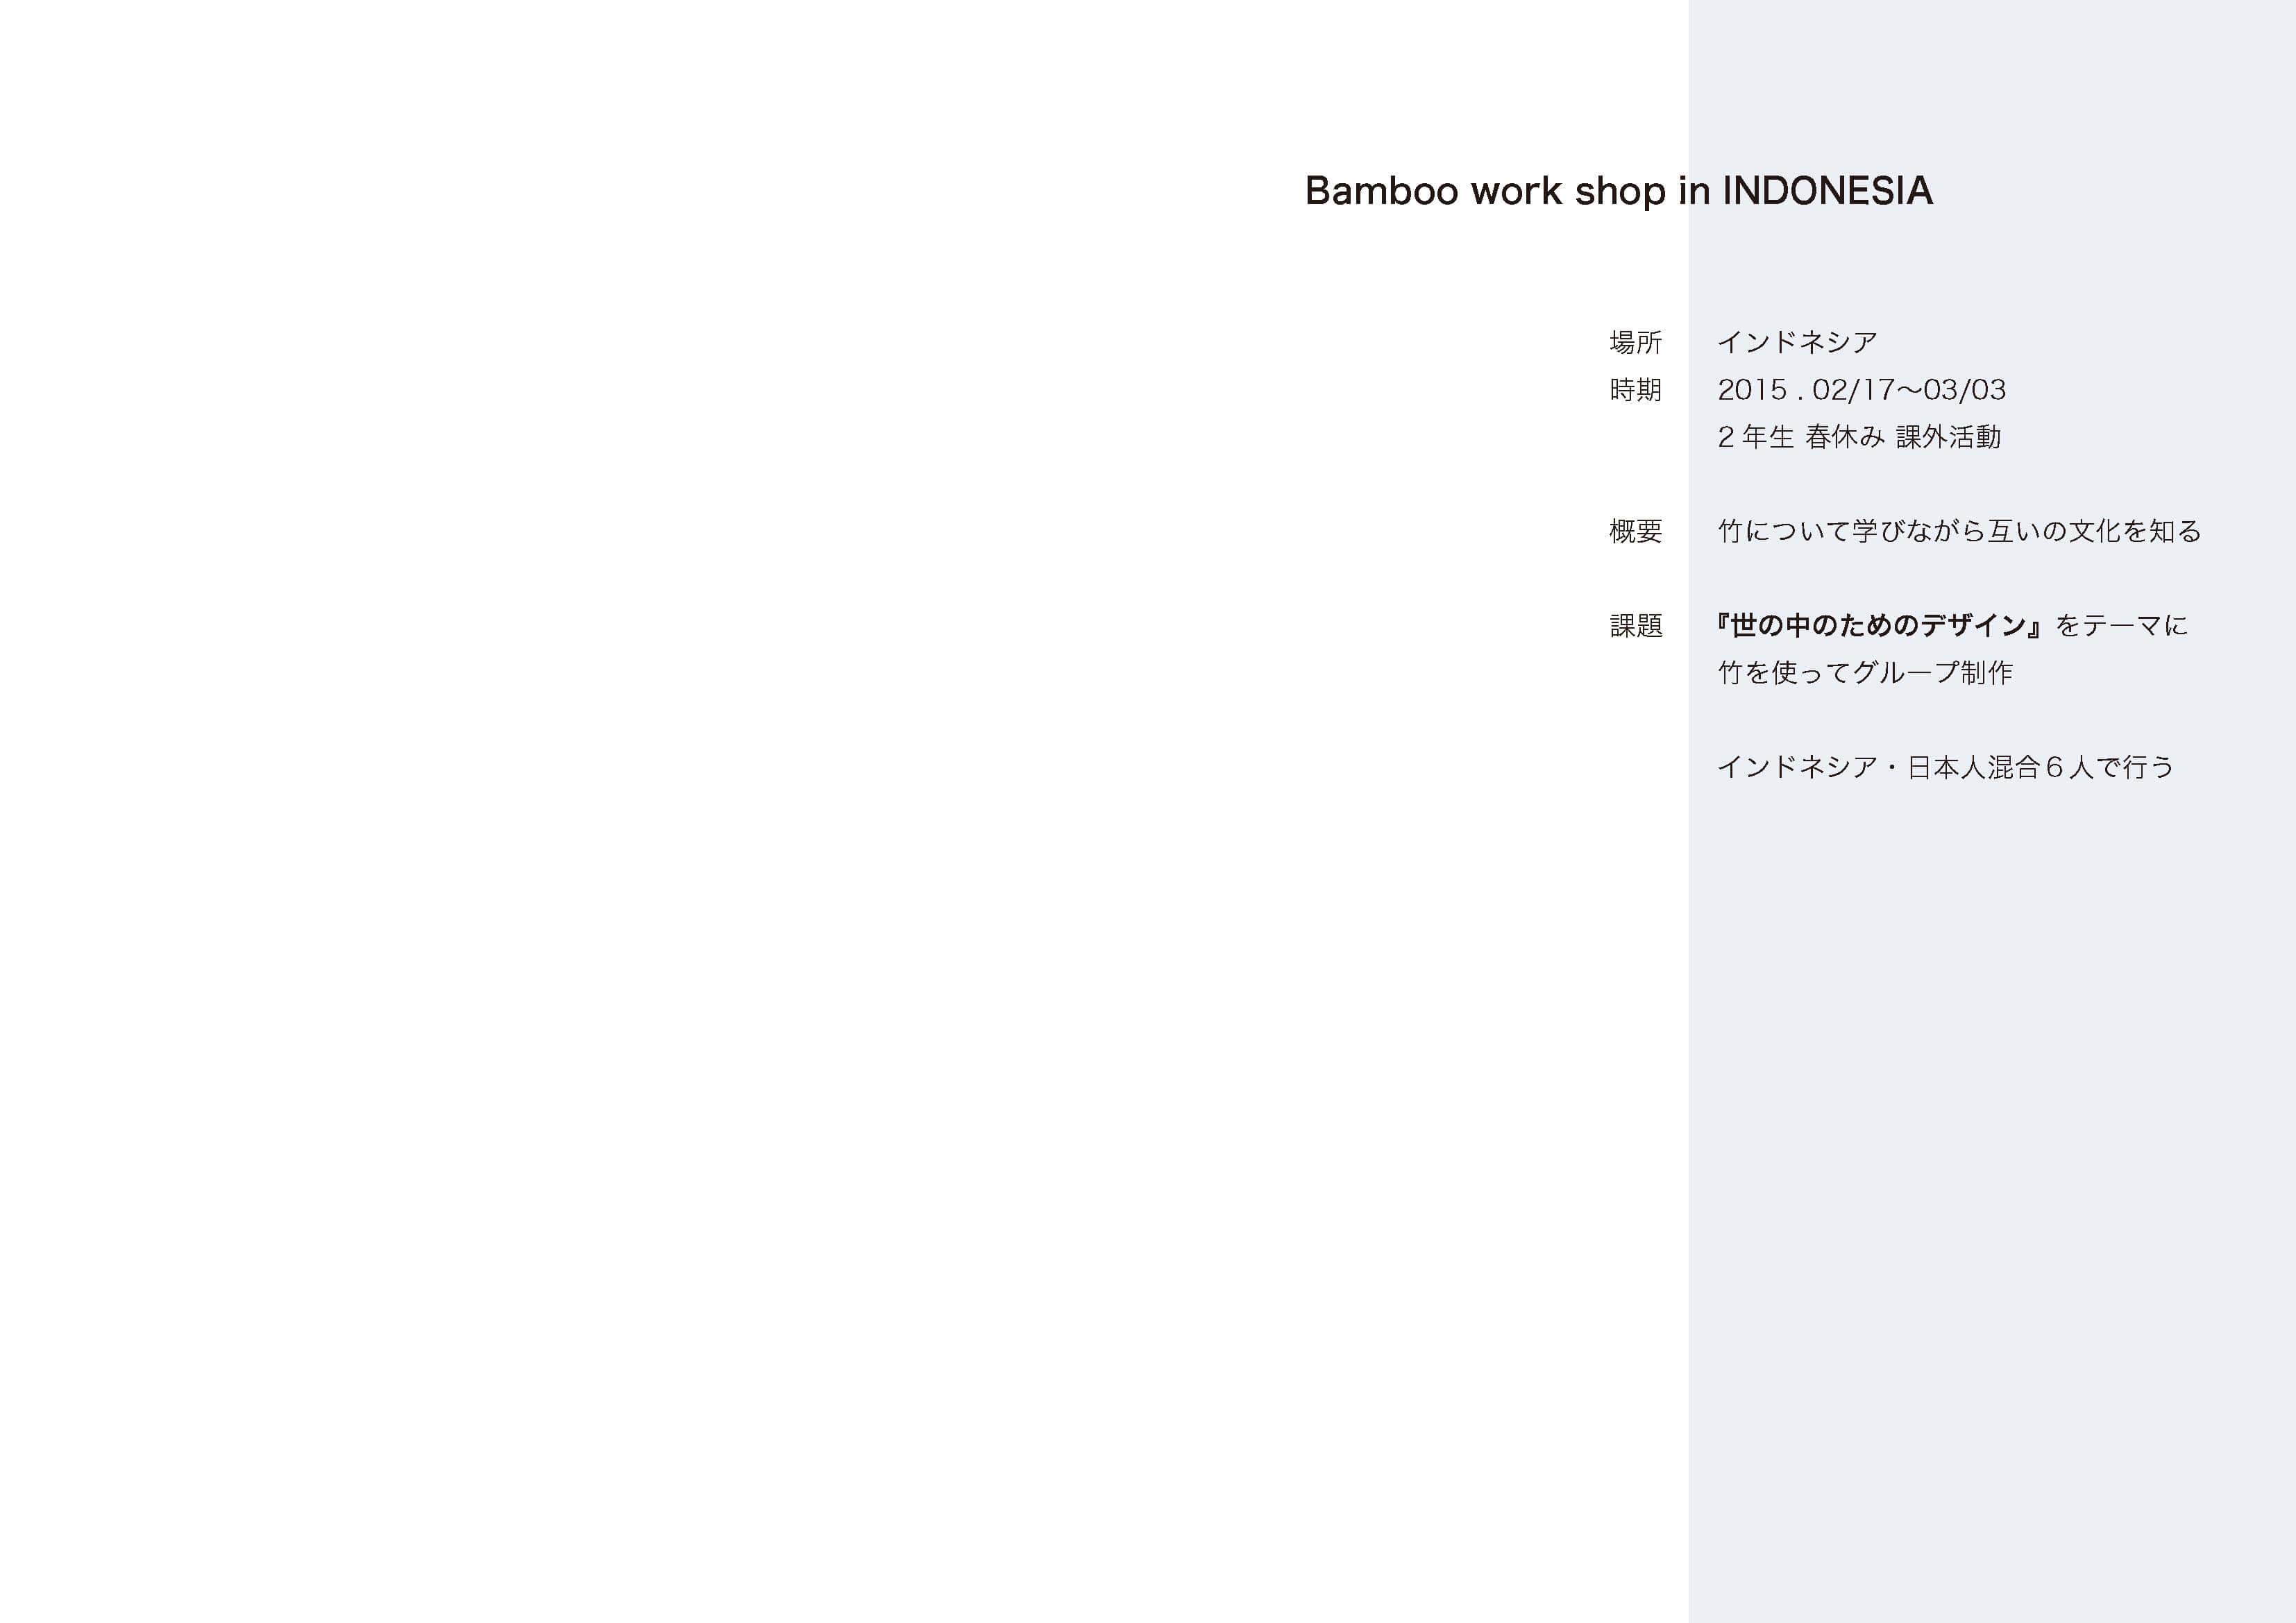 Bamboo work shop in INDONESIA
場所 インドネシア
時期 2015 . 02/17〜03/03
2 年生 春休み 課外活動
概要 竹について学びながら互いの文化を知る
課題 『世の中のためのデザイン』をテーマに
竹を使ってグループ制作
インドネシア・日本人混合６人で行う